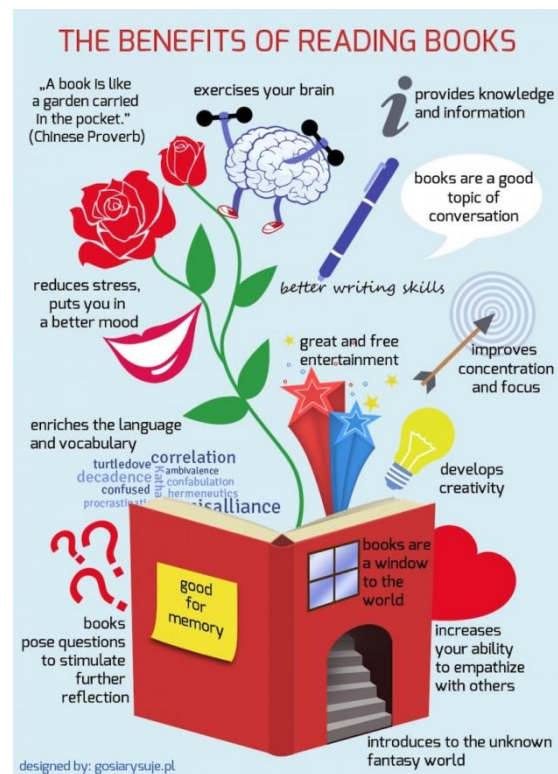 THE BENEFITS OF READING BOOKS
„A book is like
a garden carried
in the pocket.”
(Chinese Proverb)
exercises your brain
provides knowledge
and information
books are a good
topic of
conversation
reduces stress,
puts you in
a better mood
better writing skills
great and free
entertainment
improves
concentration
and focus
enriches the language
and vocabulary
turtledove
correlation
decadence
ambivalence
Katha
confabulation
confused
hermeneutics
procrastinati
isalliance
develops
creativity
books are
a window
to the
world
good
for
memory
books
pose questions
to stimulate
further
reflection
increases
your ability
to empathize
with others
introduces to the unknown
fantasy world
designed by: gosiarysuje.pl